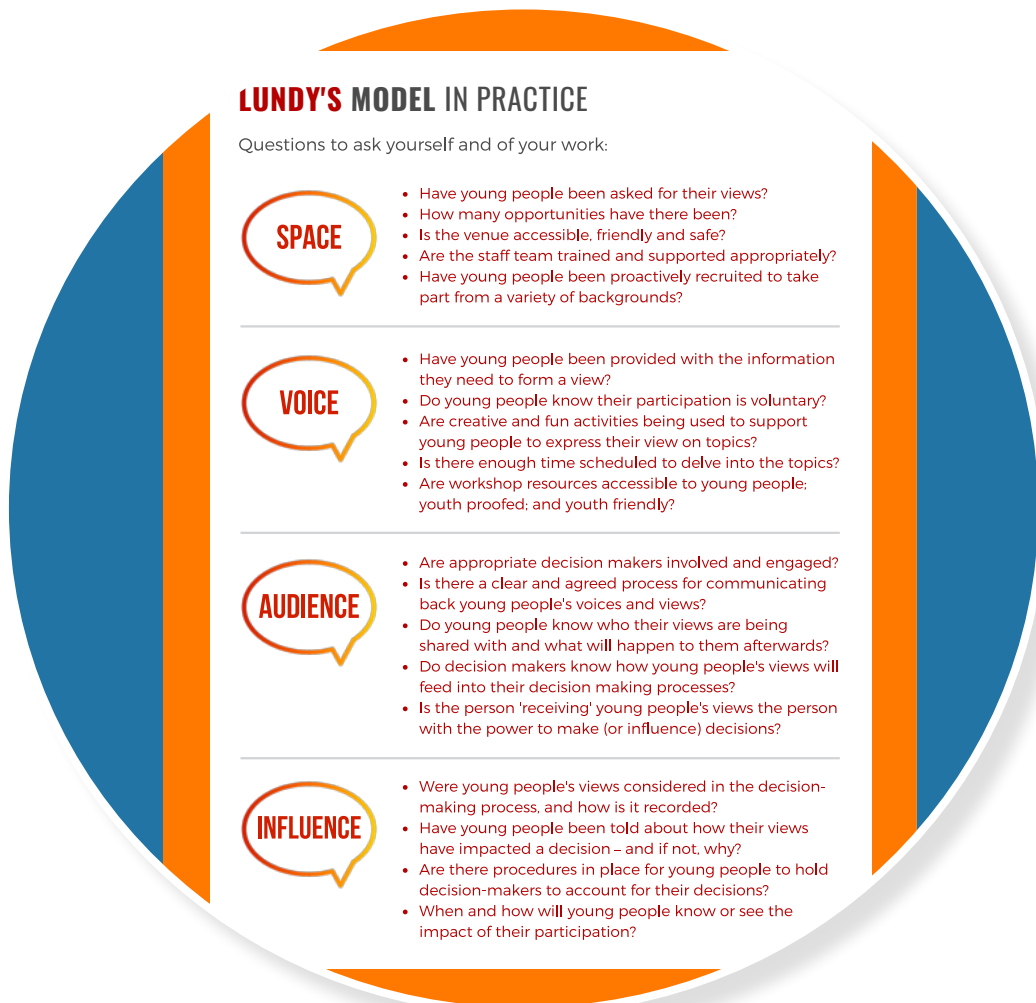 LUNDY'S MODEL IN PRACTICE
Questions to ask yourself and of your work:
SPACE
• Have young people been asked for their views?
• How many opportunities have there been?
• Is the venue accessible, friendly and safe?
• Are the staff team trained and supported appropriately?
• Have young people been proactively recruited to take
part from a variety of backgrounds?
VOICE
• Have young people been provided with the information
they need to form a view?
• Do young people know their participation is voluntary?
• Are creative and fun activities being used to support
young people to express their view on topics?
• Is there enough time scheduled to delve into the topics?
• Are workshop resources accessible to young people;
youth proofed; and youth friendly?
AUDIENCE
• Are appropriate decision makers involved and engaged?
• Is there a clear and agreed process for communicating
back young people's voices and views?
• Do young people know who their views are being
shared with and what will happen to them afterwards?
• Do decision makers know how young people's views will
feed into their decision making processes?
• Is the person 'receiving' young people's views the person
with the power to make (or influence) decisions?
INFLUENCE
• Were young people's views considered in the decision-
making process, and how is it recorded?
• Have young people been told about how their views
have impacted a decision – and if not, why?
• Are there procedures in place for young people to hold
decision-makers to account for their decisions?
• When and how will young people know or see the
impact of their participation?